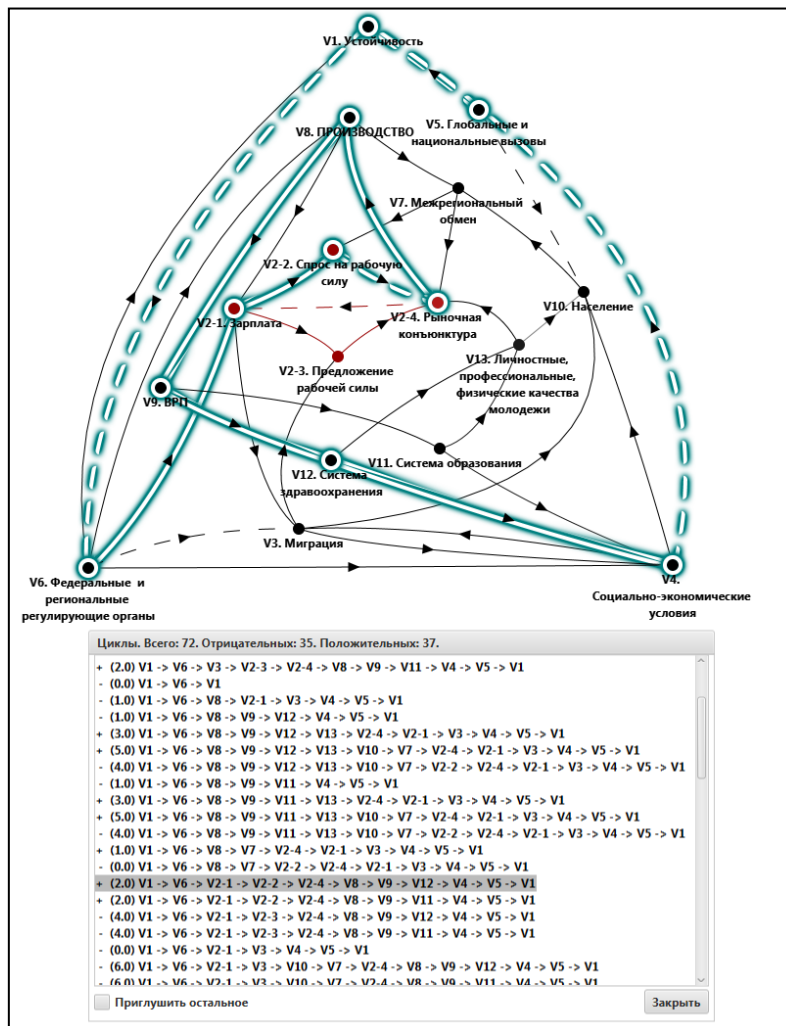 V1. Устойчивость
V5. Глобальные и
национальные вызовы
V8. ПРОИЗВОДСТВО
V7. Межрегиональный
обмен
V2-2. Спрос на рабочую
силу
V10. Население
V2-1. Зарплата
V2-4. Рыночная
конъюнктура
V13. Личностные,
профессиональные,
физические качества
молодежи
V2-3. Предложение
рабочей силы
V9. ВРП
V11. Система образования
V12. Система
здравоохранения
V3. Миграция
V6. Федеральные и
региональные
регулирующие органы
V4.
Социально-экономические
условия
Циклы. Всего: 72. Отрицательных: 35. Положительных: 37.
+ (2.0) V1 -> V6 -> V3 -> V2-3 -> V2-4 -> V8 -> V9 -> V11 -> V4 -> V5 -> V1
- (0.0) V1 -> V6 -> V1
- (1.0) V1 -> V6 -> V8 -> V2-1 -> V3 -> V4 -> V5 -> V1
- (1.0) V1 -> V6 -> V8 -> V9 -> V12 -> V4 -> V5 -> V1
+ (3.0) V1 -> V6 -> V8 -> V9 -> V12 -> V13 -> V2-4 -> V2-1 -> V3 -> V4 -> V5 -> V1
+ (5.0) V1 -> V6 -> V8 -> V9 -> V12 -> V13 -> V10 -> V7 -> V2-4 -> V2-1 -> V3 -> V4 -> V5 -> V1
- (4.0) V1 -> V6 -> V8 -> V9 -> V12 -> V13 -> V10 -> V7 -> V2-2 -> V2-4 -> V2-1 -> V3 -> V4 -> V5 -> V1
- (1.0) V1 -> V6 -> V8 -> V9 -> V11 -> V4 -> V5 -> V1
+ (3.0) V1 -> V6 -> V8 -> V9 -> V11 -> V13 -> V2-4 -> V2-1 -> V3 -> V4 -> V5 -> V1
+ (5.0) V1 -> V6 -> V8 -> V9 -> V11 -> V13 -> V10 -> V7 -> V2-4 -> V2-1 -> V3 -> V4 -> V5 -> V1
- (4.0) V1 -> V6 -> V8 -> V9 -> V11 -> V13 -> V10 -> V7 -> V2-2 -> V2-4 -> V2-1 -> V3 -> V4 -> V5 -> V1
+ (1.0) V1 -> V6 -> V8 -> V7 -> V2-4 -> V2-1 -> V3 -> V4 -> V5 -> V1
- (0.0) V1 -> V6 -> V8 -> V7 -> V2-2 -> V2-4 -> V2-1 -> V3 -> V4 -> V5 -> V1
+ (2.0) V1 -> V6 -> V2-1 -> V2-2 -> V2-4 -> V8 -> V9 -> V12 -> V4 -> V5 -> V1
+ (2.0) V1 -> V6 -> V2-1 -> V2-2 -> V2-4 -> V8 -> V9 -> V11 -> V4 -> V5 -> V1
- (4.0) V1 -> V6 -> V2-1 -> V2-3 -> V2-4 -> V8 -> V9 -> V12 -> V4 -> V5 -> V1
- (4.0) V1 -> V6 -> V2-1 -> V2-3 -> V2-4 -> V8 -> V9 -> V11 -> V4 -> V5 -> V1
- (0.0) V1 -> V6 -> V2-1 -> V3 -> V4 -> V5 -> V1
- (6.0) V1 -> V6 -> V2-1 -> V3 -> V10 -> V7 -> V2-4 -> V8 -> V9 -> V12 -> V4 -> V5 -> V1
- (6.0) V1 -> V6 -> V2-1 -> V3 -> V10 -> V7 -> V2-4 -> V8 -> V9 -> V11 -> V4 -> V5 -> V1
Приглушить остальное
Закрыть